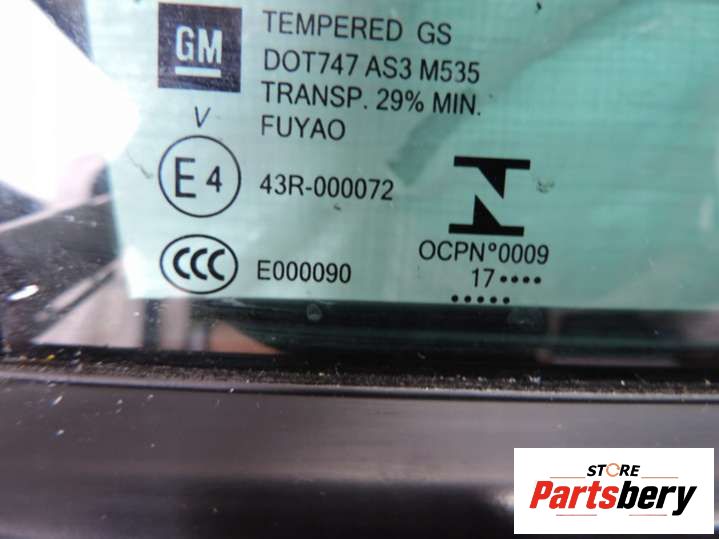 GM
TEMPERED GS
DOT747 AS3 M535
TRANSP. 29% MIN.
V
FUYAO
E4
43R-000072
CCC
E000090
N
OCPN°0009
17••••
•••••
STORE
Partsbery